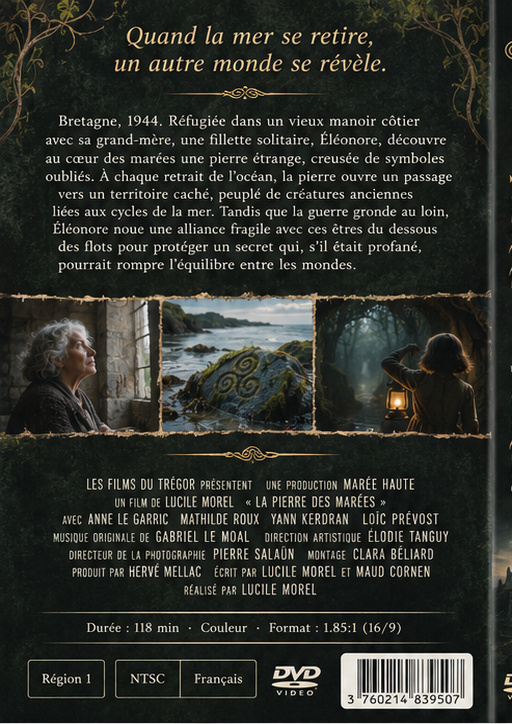 Quand la mer se retire,
un autre monde se révèle.
Bretagne, 1944. Réfugiée dans un vieux manoir côtier
avec sa grand-mère, une fillette solitaire, Éléonore, découvre
au cœur des marées une pierre étrange, creusée de symboles
oubliés. À chaque retrait de l'océan, la pierre ouvre un passage
vers un territoire caché, peuplé de créatures anciennes
liées aux cycles de la mer. Tandis que la guerre gronde au loin,
Éléonore noue une alliance fragile avec ces êtres du dessous
des flots pour protéger un secret qui, s'il était profané,
pourrait rompre l'équilibre entre les mondes.
LES FILMS DU TRÉGOR PRÉSENTENT UNE PRODUCTION MARÉE HAUTE
UN FILM DE LUCILE MOREL « LA PIERRE DES MARÉES »
AVEC ANNE LE GARRIC MATHILDE ROUX YANN KERDRAN LOÏC PRÉVOST
MUSIQUE ORIGINALE DE GABRIEL LE MOAL DIRECTION ARTISTIQUE ÉLODIE TANGUY
DIRECTEUR DE LA PHOTOGRAPHIE PIERRE SALAÜN MONTAGE CLARA BÉLIARD
PRODUIT PAR HERVÉ MELLAC ÉCRIT PAR LUCILE MOREL ET MAUD CORNEN
RÉALISÉ PAR LUCILE MOREL
Durée : 118 min · Couleur · Format : 1.85:1 (16/9)
Région 1 NTSC Français DVD VIDEO 3 760214 839507